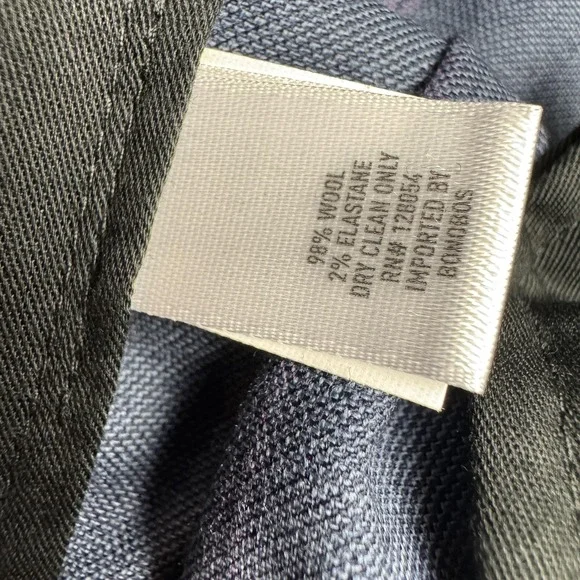 98% WOOL
2% ELASTANE
DRY CLEAN ONLY
RN# 128054
IMPORTED BY
BONOBOS